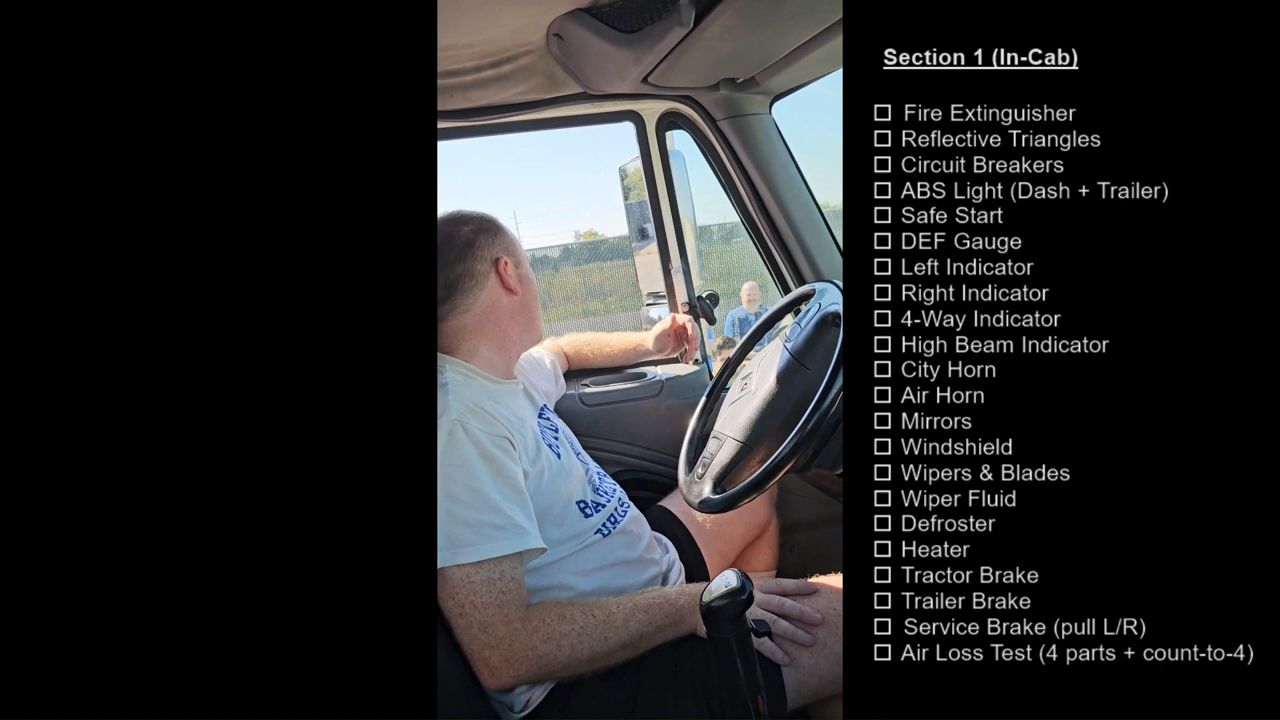 Section 1 (In-Cab)
☐ Fire Extinguisher
☐ Reflective Triangles
☐ Circuit Breakers
☐ ABS Light (Dash + Trailer)
☐ Safe Start
☐ DEF Gauge
☐ Left Indicator
☐ Right Indicator
☐ 4-Way Indicator
☐ High Beam Indicator
☐ City Horn
☐ Air Horn
☐ Mirrors
☐ Windshield
☐ Wipers & Blades
☐ Wiper Fluid
☐ Defroster
☐ Heater
☐ Tractor Brake
☐ Trailer Brake
☐ Service Brake (pull L/R)
☐ Air Loss Test (4 parts + count-to-4)